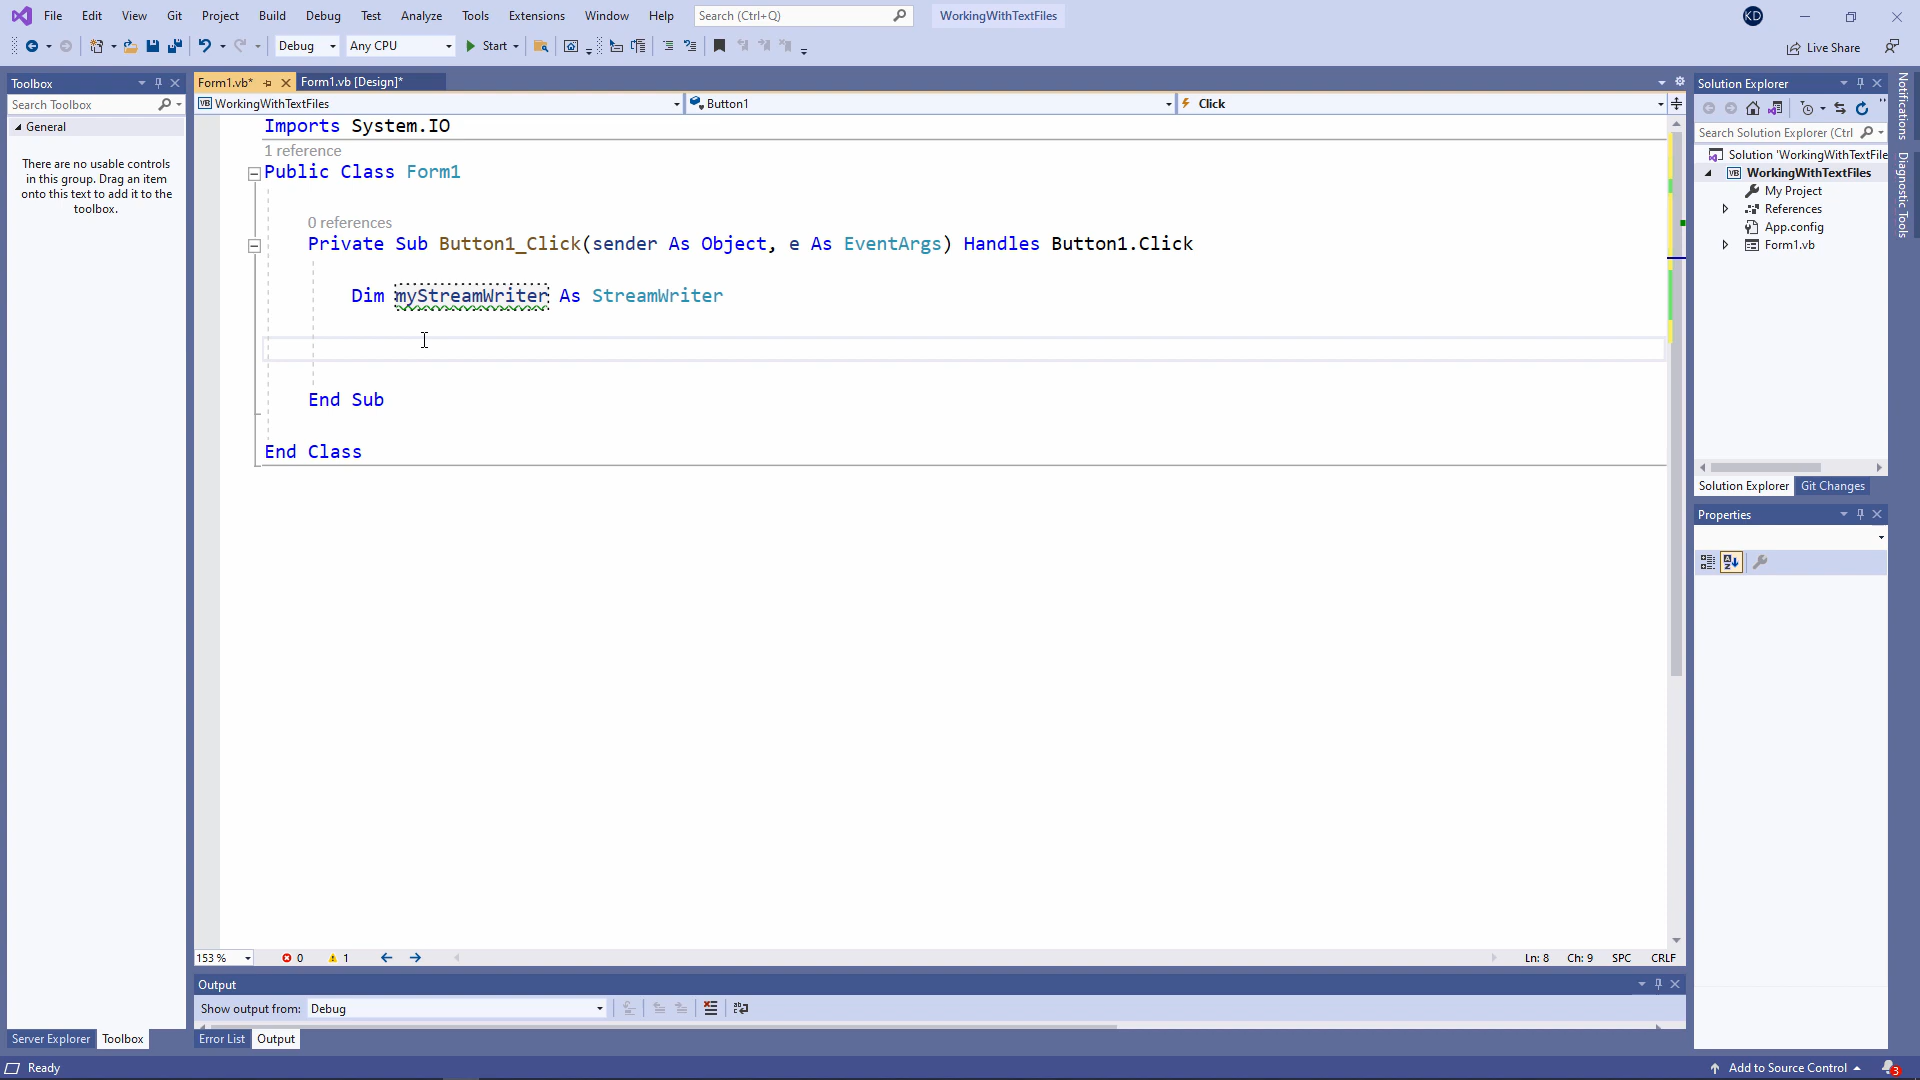 File Edit View Git Project Build Debug Test Analyze Tools Extensions Window Help Search (Ctrl+Q) WorkingWithTextFiles KD
Debug Any CPU Start Live Share
Toolbox
Search Toolbox
General
There are no usable controls
in this group. Drag an item
onto this text to add it to the
toolbox.
Server Explorer Toolbox
Form1.vb* Form1.vb [Design]*
WorkingWithTextFiles Button1 Click
Imports System.IO
1 reference
Public Class Form1
0 references
Private Sub Button1_Click(sender As Object, e As EventArgs) Handles Button1.Click
Dim myStreamWriter As StreamWriter
End Sub
End Class
153 % 0 1 Ln: 8 Ch: 9 SPC CRLF
Output
Show output from: Debug
Error List Output
Solution Explorer
Search Solution Explorer (Ctrl
Solution 'WorkingWithTextFile
WorkingWithTextFiles
My Project
References
App.config
Form1.vb
Solution Explorer Git Changes
Properties
Notifications
Diagnostic Tools
Ready Add to Source Control 3